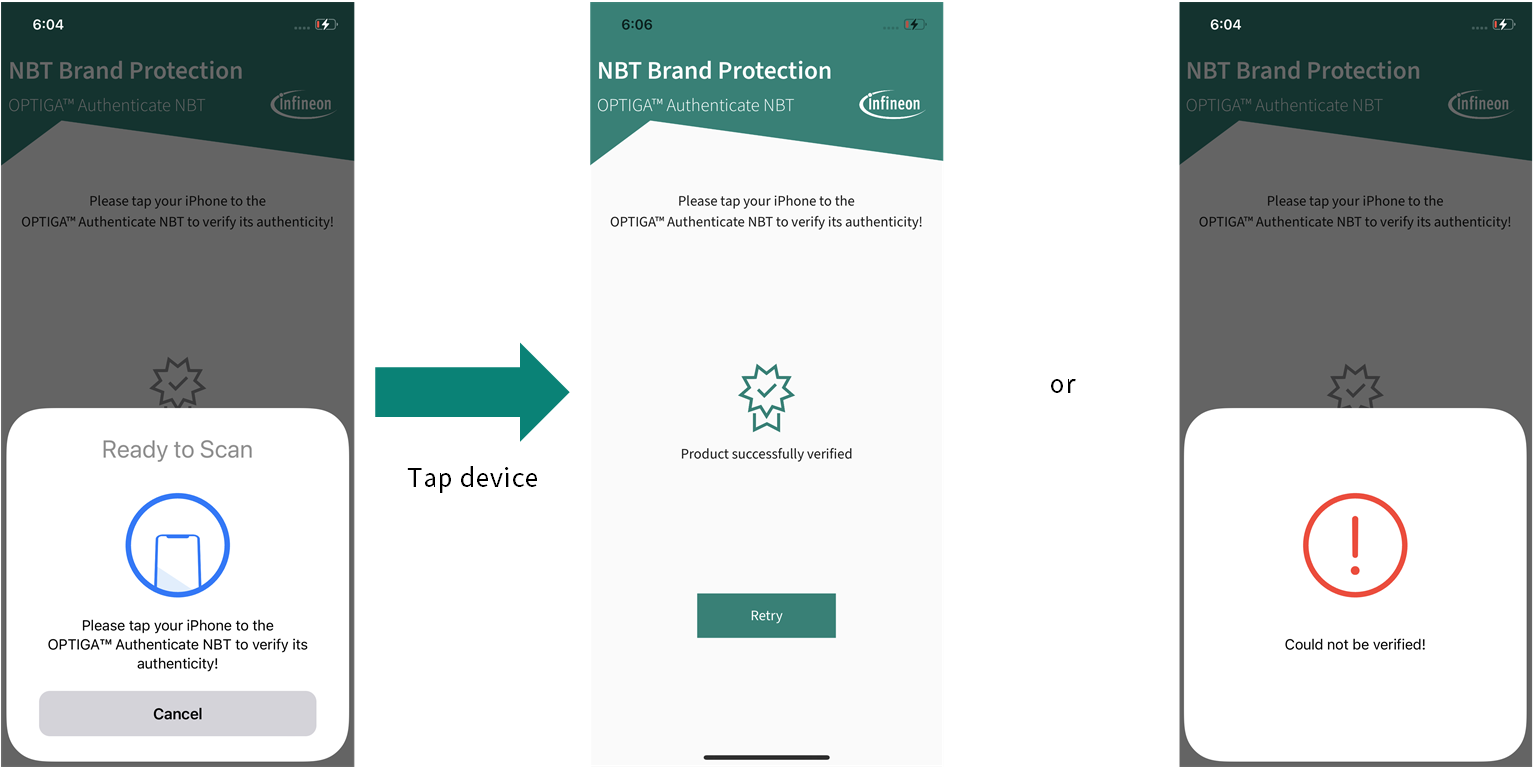 6:04
NBT Brand Protection
OPTIGA™ Authenticate NBT
infineon
Please tap your iPhone to the
OPTIGA™ Authenticate NBT to verify its authenticity!
Ready to Scan
Please tap your iPhone to the
OPTIGA™ Authenticate NBT to verify its
authenticity!
Cancel
Tap device
6:06
NBT Brand Protection
OPTIGA™ Authenticate NBT
infineon
Please tap your iPhone to the
OPTIGA™ Authenticate NBT to verify its authenticity!
Product successfully verified
Retry
or
6:04
NBT Brand Protection
OPTIGA™ Authenticate NBT
infineon
Please tap your iPhone to the
OPTIGA™ Authenticate NBT to verify its authenticity!
Could not be verified!